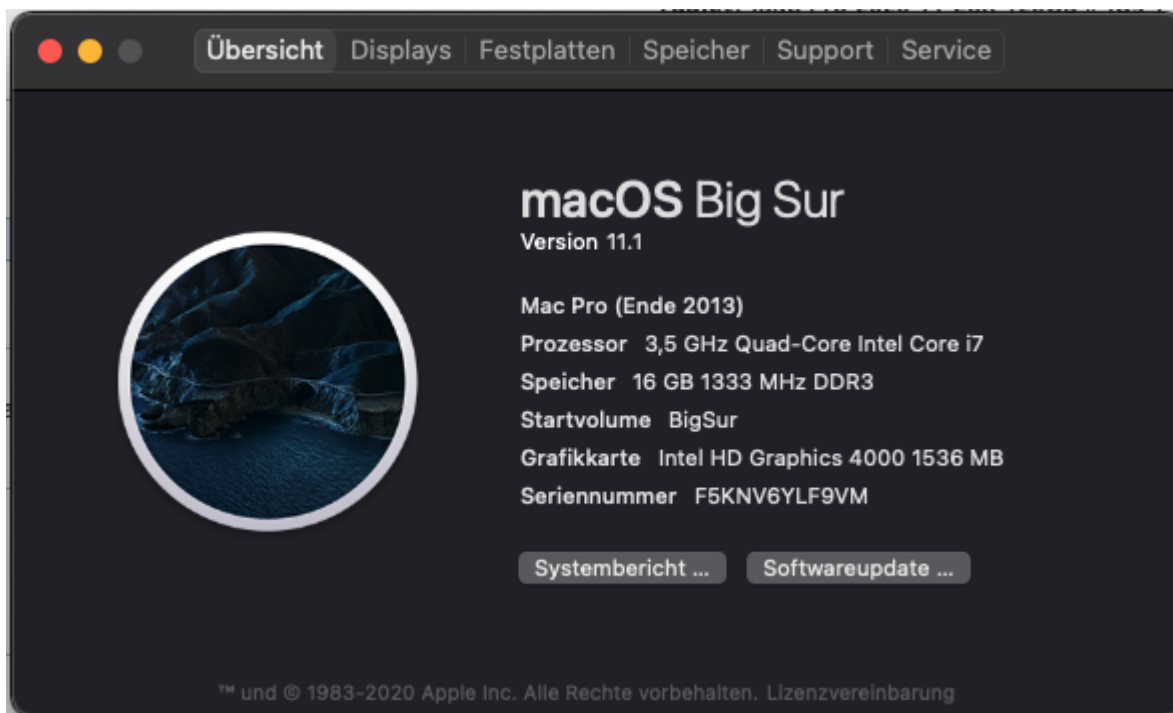 Übersicht Displays Festplatten Speicher Support Service
macOS Big Sur
Version 11.1
Mac Pro (Ende 2013)
Prozessor 3,5 GHz Quad-Core Intel Core i7
Speicher 16 GB 1333 MHz DDR3
Startvolume BigSur
Grafikkarte Intel HD Graphics 4000 1536 MB
Seriennummer F5KNV6YLF9VM
Systembericht ... Softwareupdate ...
™ und © 1983-2020 Apple Inc. Alle Rechte vorbehalten. Lizenzvereinbarung